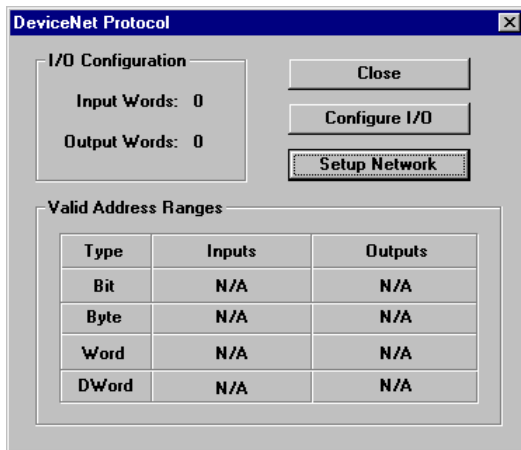 DeviceNet Protocol
I/O Configuration
Input Words: 0
Output Words: 0
Close
Configure I/O
Setup Network
Valid Address Ranges
Type Inputs Outputs
Bit N/A N/A
Byte N/A N/A
Word N/A N/A
DWord N/A N/A